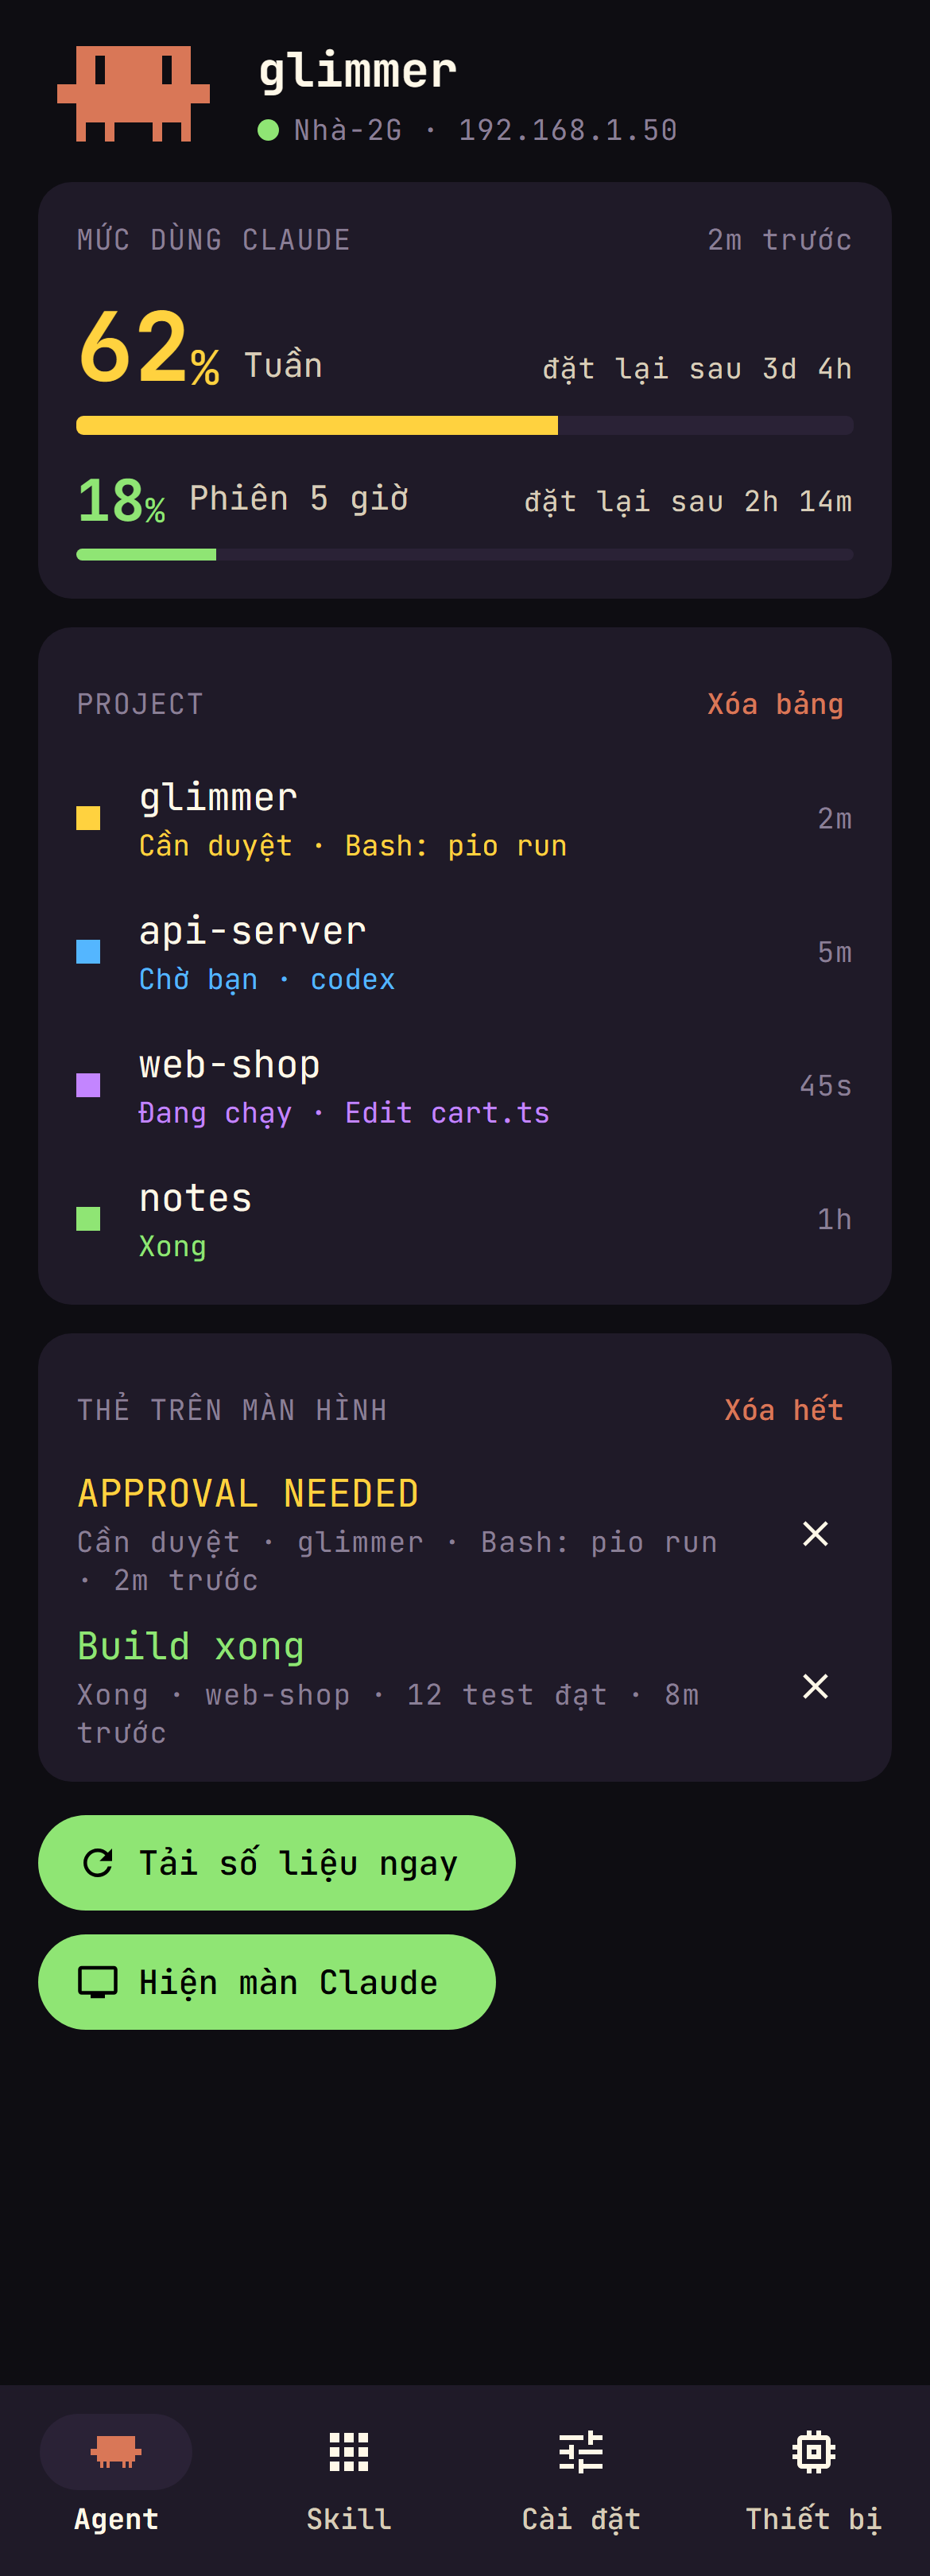 glimmer
Nhà-2G · 192.168.1.50
MỨC DÙNG CLAUDE 2m trước
62% Tuần đặt lại sau 3d 4h
18% Phiên 5 giờ đặt lại sau 2h 14m
PROJECT Xóa bảng
glimmer
Cần duyệt · Bash: pio run 2m
api-server
Chờ bạn · codex 5m
web-shop
Đang chạy · Edit cart.ts 45s
notes
Xong 1h
THẺ TRÊN MÀN HÌNH Xóa hết
APPROVAL NEEDED
Cần duyệt · glimmer · Bash: pio run
· 2m trước
Build xong
Xong · web-shop · 12 test đạt · 8m
trước
Tải số liệu ngay
Hiện màn Claude
Agent Skill Cài đặt Thiết bị